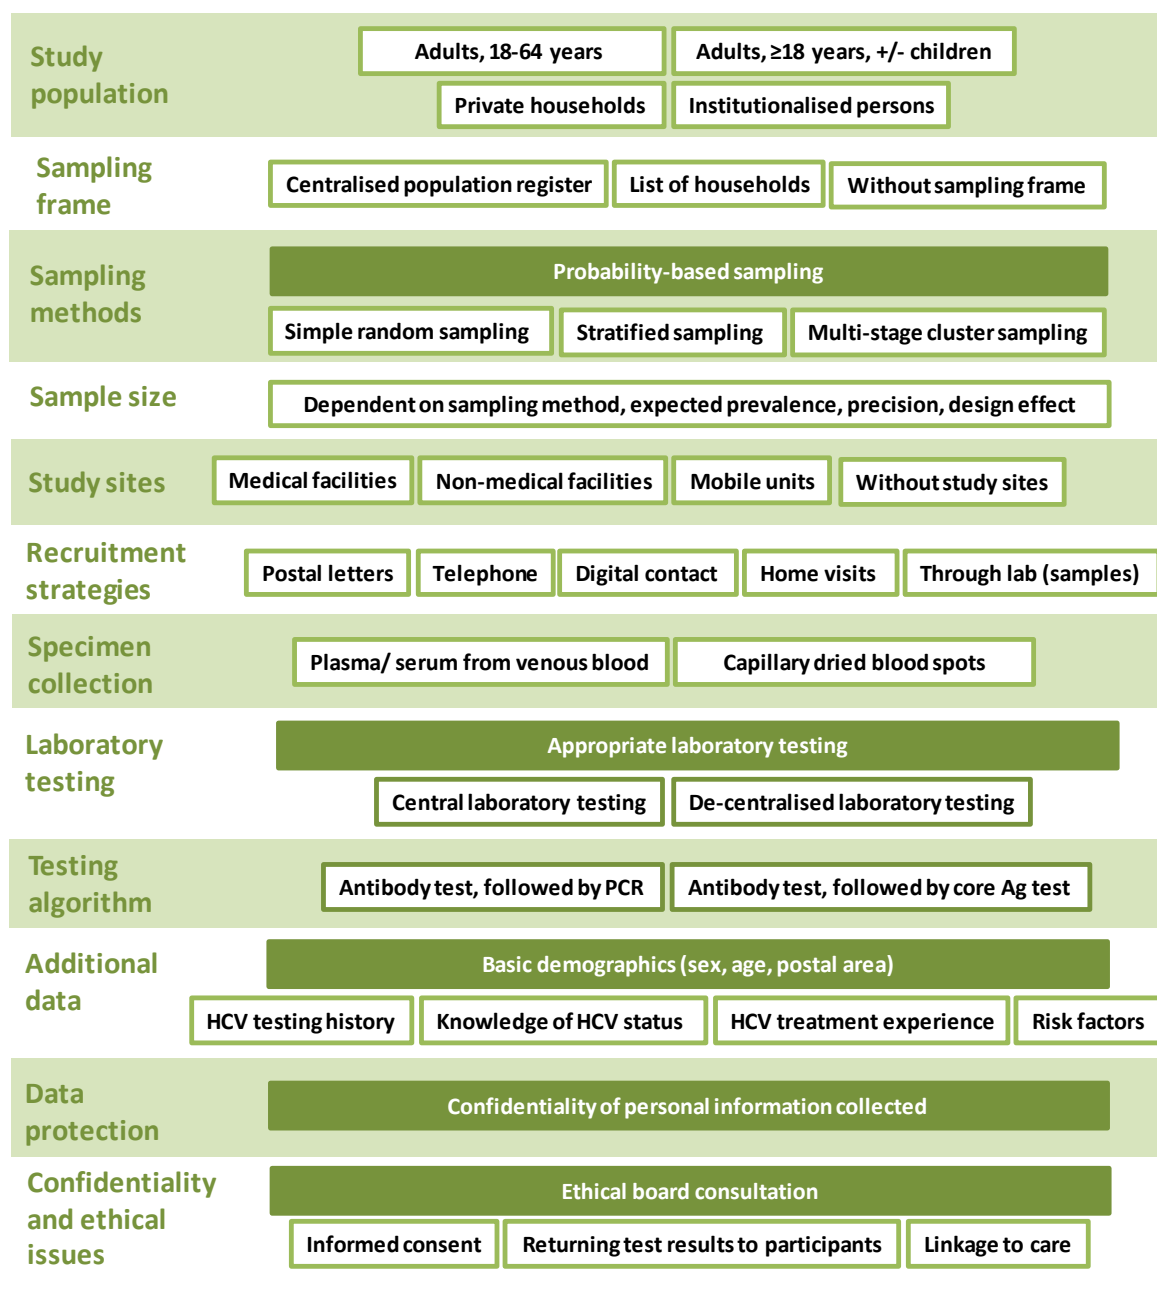 Study
population
Adults, 18-64 years
Adults, ≥18 years, +/- children
Private households
Institutionalised persons
Sampling
frame
Centralised population register
List of households
Without sampling frame
Sampling
methods
Probability-based sampling
Simple random sampling
Stratified sampling
Multi-stage cluster sampling
Sample size
Dependent on sampling method, expected prevalence, precision, design effect
Study sites
Medical facilities
Non-medical facilities
Mobile units
Without study sites
Recruitment
strategies
Postal letters
Telephone
Digital contact
Home visits
Through lab (samples)
Specimen
collection
Plasma/ serum from venous blood
Capillary dried blood spots
Laboratory
testing
Appropriate laboratory testing
Central laboratory testing
De-centralised laboratory testing
Testing
algorithm
Antibody test, followed by PCR
Antibody test, followed by core Ag test
Additional
data
Basic demographics (sex, age, postal area)
HCV testing history
Knowledge of HCV status
HCV treatment experience
Risk factors
Data
protection
Confidentiality of personal information collected
Confidentiality
and ethical
issues
Ethical board consultation
Informed consent
Returning test results to participants
Linkage to care